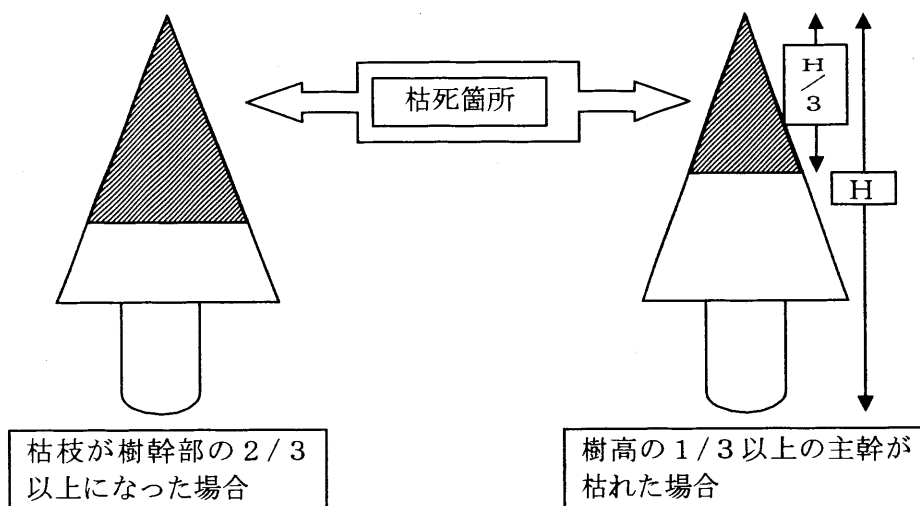 枯死箇所
H/3
H
枯枝が樹幹部の2/3
以上になった場合
樹高の1/3以上の主幹が
枯れた場合